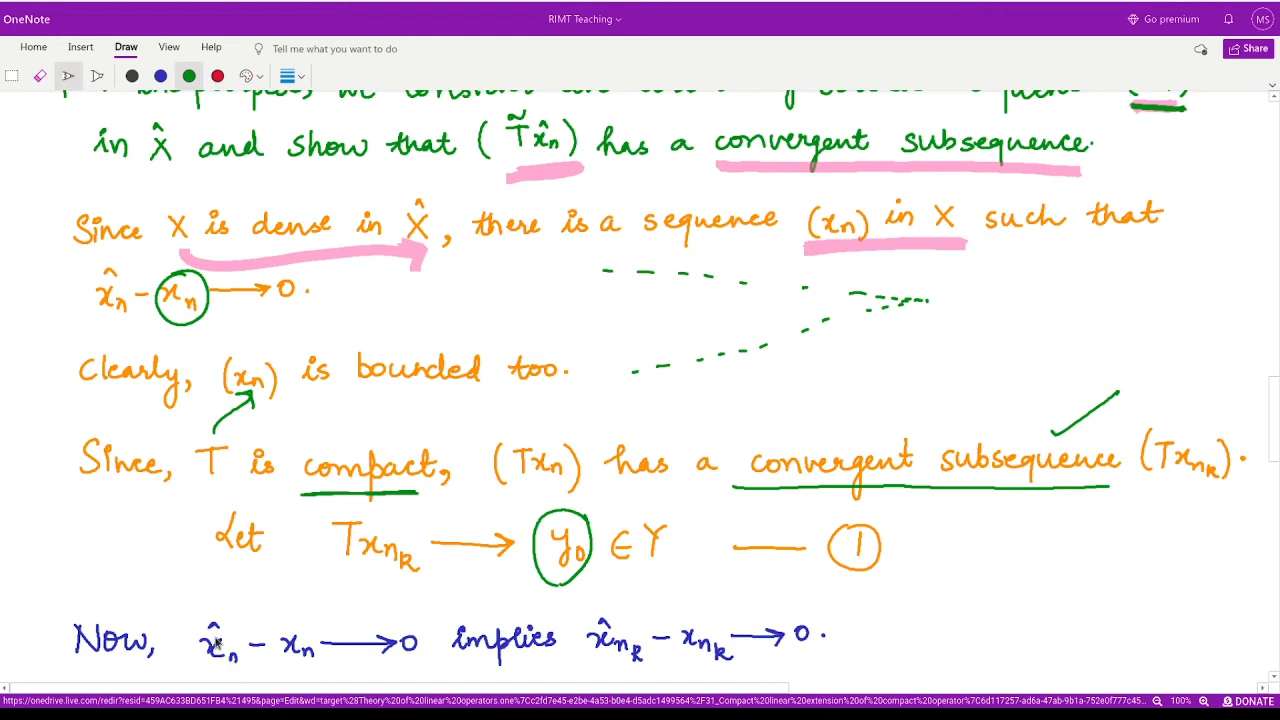 OneNote
RIMT Teaching
Go premium
MS
Home Insert Draw View Help Tell me what you want to do
Share
in X̂ and show that (T̃x̂ₙ) has a convergent subsequence.
Since X is dense in X̂, there is a sequence (xₙ) in X such that
x̂ₙ - xₙ → 0.
Clearly, (xₙ) is bounded too.
Since, T is compact, (Txₙ) has a convergent subsequence (Txₙₖ).
Let Txₙₖ → y₀ ∈ Y — ①
Now, x̂ₙ - xₙ → 0 implies x̂ₙₖ - xₙₖ → 0.
100%
DONATE